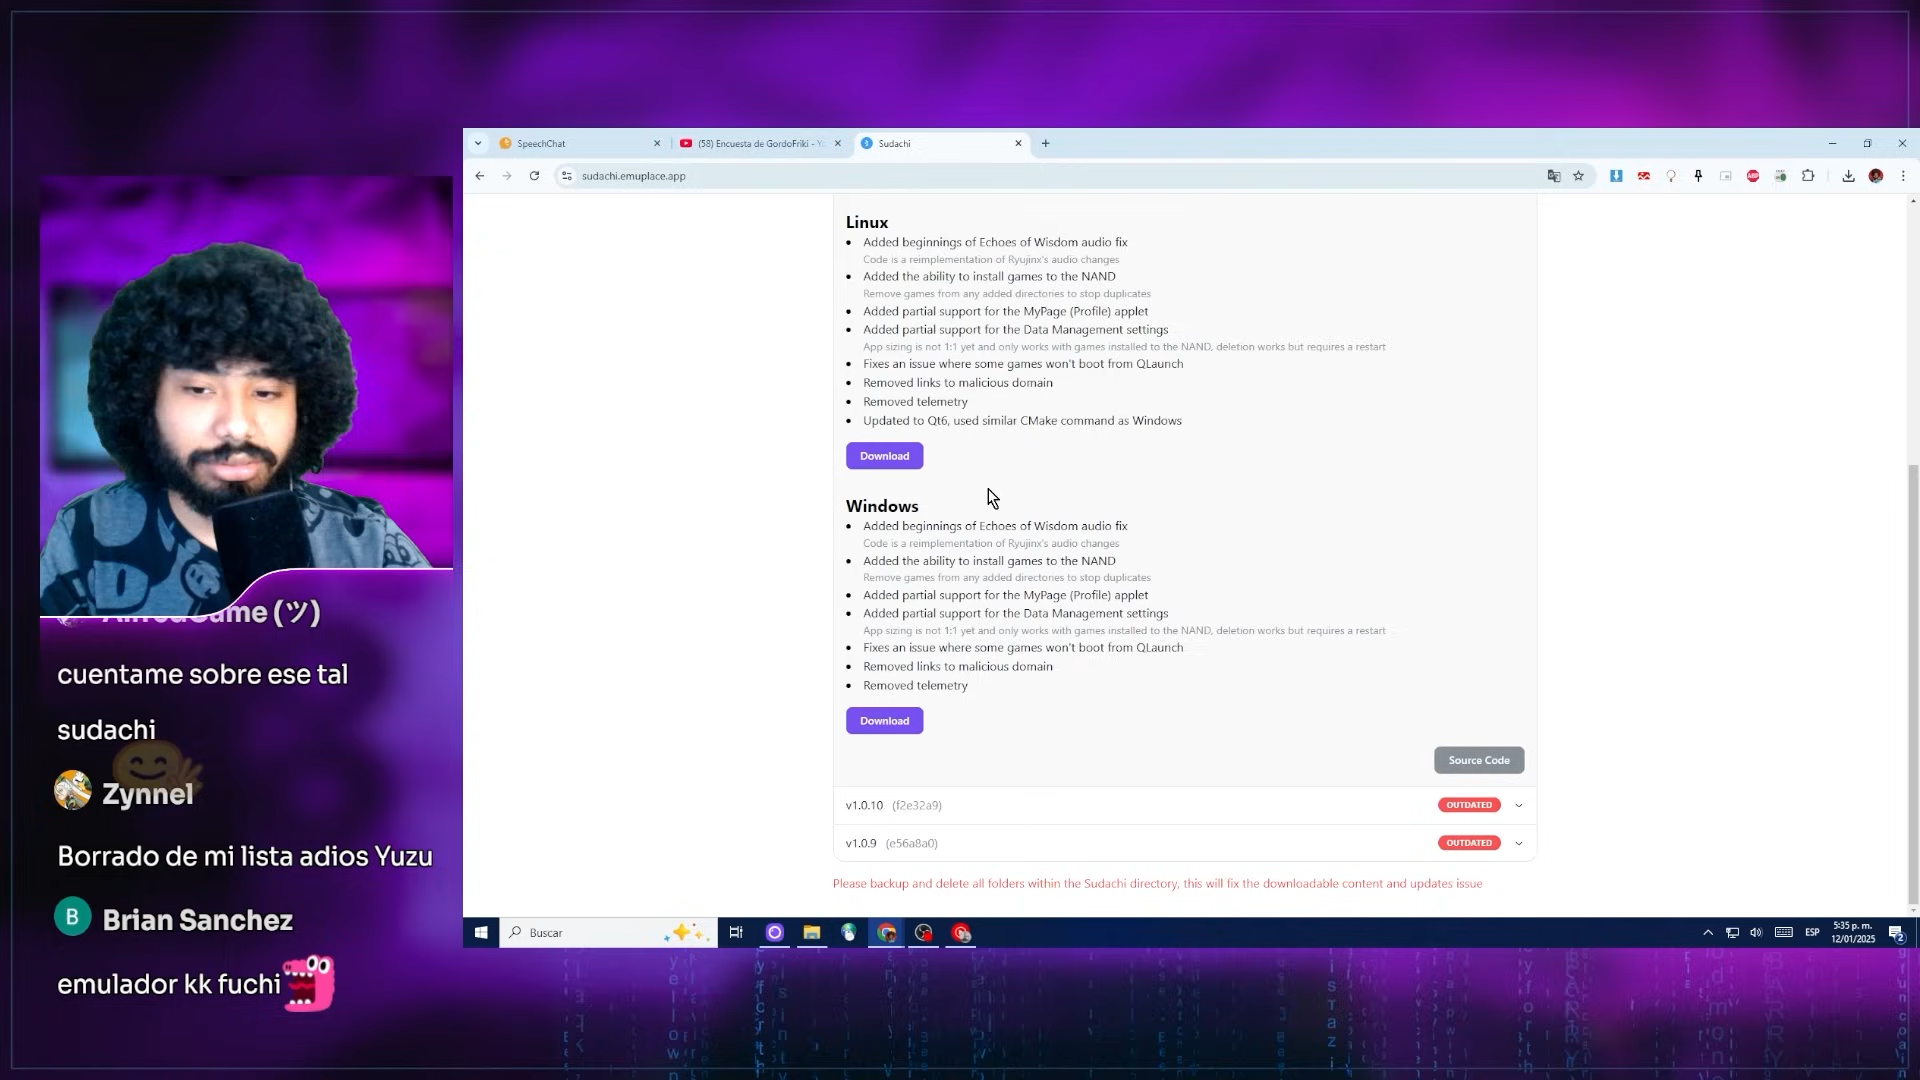 SpeechChat
(58) Encuesta de GordoFriki - Y
Sudachi
sudachi.emuplace.app
Linux
Added beginnings of Echoes of Wisdom audio fix
Code is a reimplementation of Ryujinx's audio changes
Added the ability to install games to the NAND
Remove games from any added directories to stop duplicates
Added partial support for the MyPage (Profile) applet
Added partial support for the Data Management settings
App sizing is not 1:1 yet and only works with games installed to the NAND, deletion works but requires a restart
Fixes an issue where some games won't boot from QLaunch
Removed links to malicious domain
Removed telemetry
Updated to Qt6, used similar CMake command as Windows
Download
Windows
Added beginnings of Echoes of Wisdom audio fix
Code is a reimplementation of Ryujinx's audio changes
Added the ability to install games to the NAND
Remove games from any added directories to stop duplicates
Added partial support for the MyPage (Profile) applet
Added partial support for the Data Management settings
App sizing is not 1:1 yet and only works with games installed to the NAND, deletion works but requires a restart
Fixes an issue where some games won't boot from QLaunch
Removed links to malicious domain
Removed telemetry
Download
Source Code
v1.0.10 (f2e32a9) OUTDATED
v1.0.9 (e56a8a0) OUTDATED
Please backup and delete all folders within the Sudachi directory, this will fix the downloadable content and updates issue
Buscar
ESP
5:35 p. m.
12/01/2025
2
(ツ)
cuentame sobre ese tal
sudachi
Zynnel
Borrado de mi lista adios Yuzu
B Brian Sanchez
emulador kk fuchi